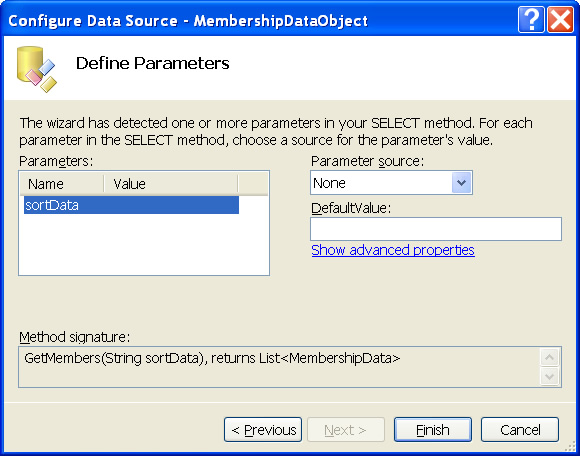 Configure Data Source - MembershipDataObject
Define Parameters
The wizard has detected one or more parameters in your SELECT method. For each
parameter in the SELECT method, choose a source for the parameter's value.
Parameters:
Name Value
sortData
Parameter source:
None
DefaultValue:
Show advanced properties
Method signature:
GetMembers(String sortData), returns List<MembershipData>
< Previous Next > Finish Cancel